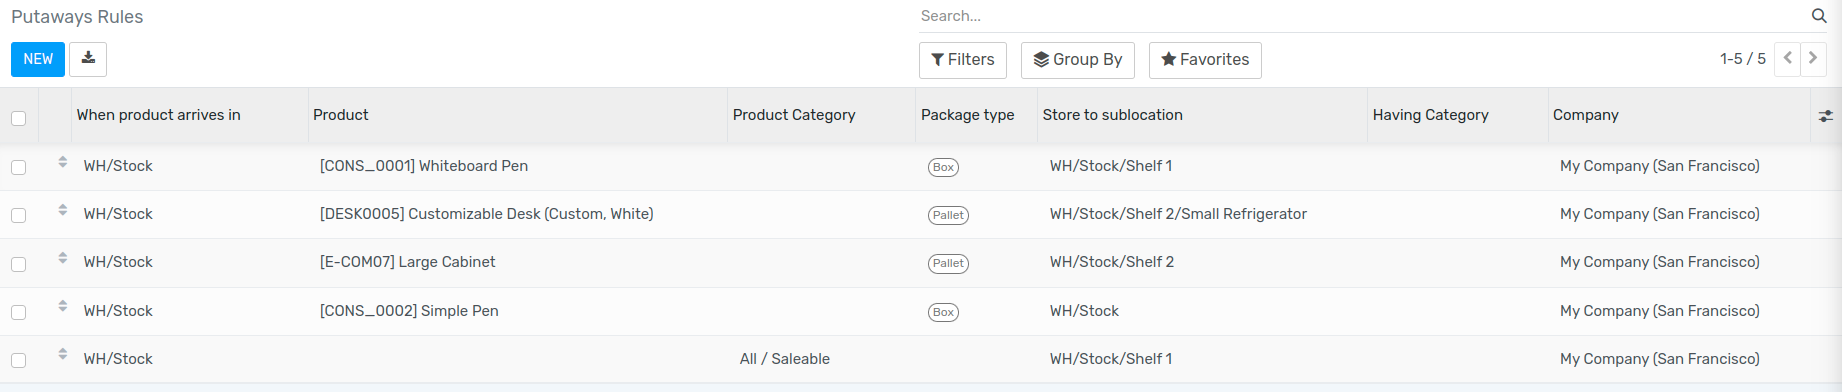 Putaways Rules
Search...
NEW
Filters Group By Favorites 1-5 / 5
When product arrives in Product Product Category Package type Store to sublocation Having Category Company
WH/Stock [CONS_0001] Whiteboard Pen Box WH/Stock/Shelf 1 My Company (San Francisco)
WH/Stock [DESK0005] Customizable Desk (Custom, White) Pallet WH/Stock/Shelf 2/Small Refrigerator My Company (San Francisco)
WH/Stock [E-COM07] Large Cabinet Pallet WH/Stock/Shelf 2 My Company (San Francisco)
WH/Stock [CONS_0002] Simple Pen Box WH/Stock My Company (San Francisco)
WH/Stock All / Saleable WH/Stock/Shelf 1 My Company (San Francisco)